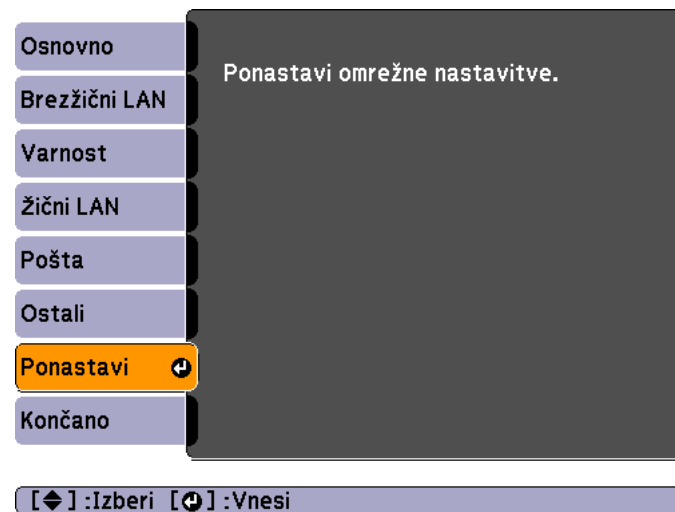 Osnovno
Brezžični LAN
Varnost
Žični LAN
Pošta
Ostali
Ponastavi
Končano
Ponastavi omrežne nastavitve.
[◆] :Izberi [⏎] :Vnesi